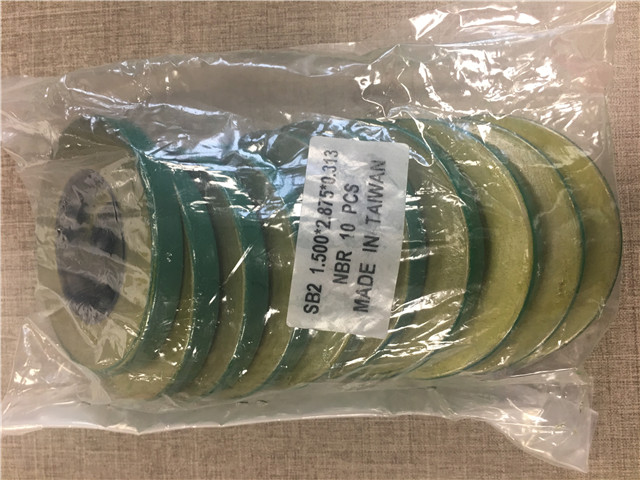 SB2 1.500*2.875*0.313
NBR 10 PCS
MADE IN TAIWAN